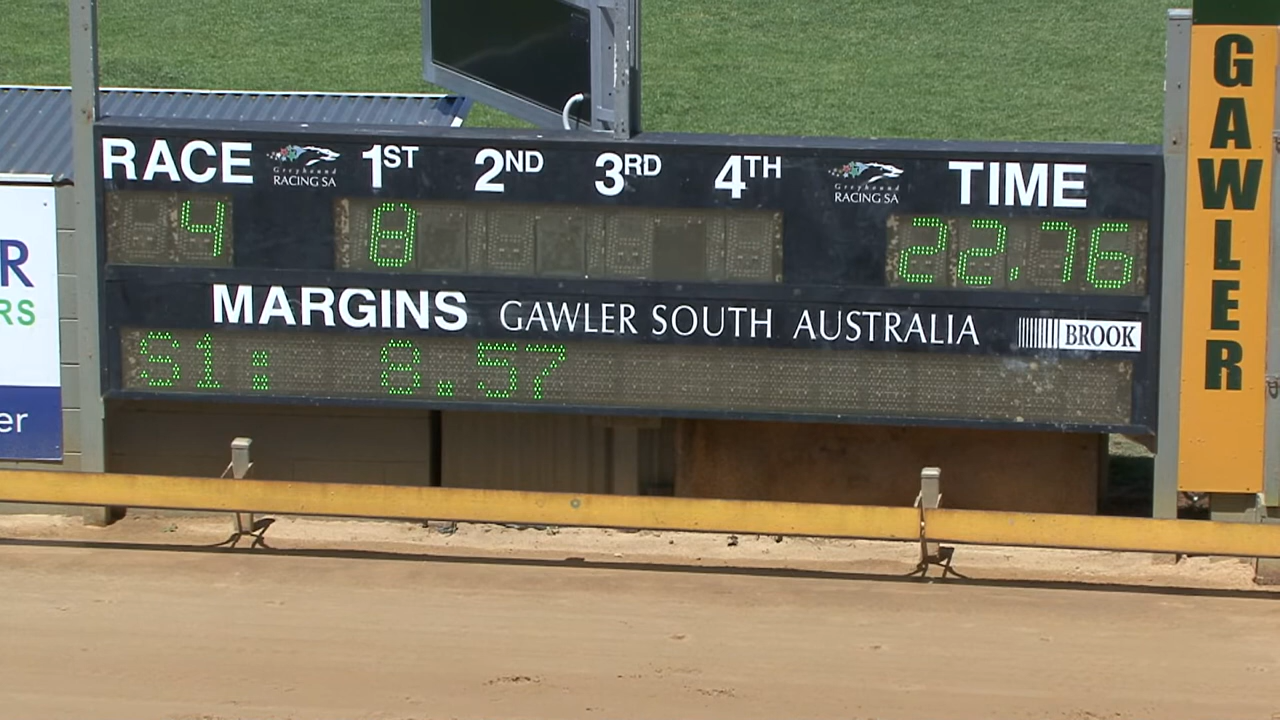 RACE Greyhound RACING SA 1ST 2ND 3RD 4TH Greyhound RACING SA TIME
4 8 22.76
MARGINS GAWLER SOUTH AUSTRALIA BROOK
S1: 8.57
GAWLER
R
RS
er